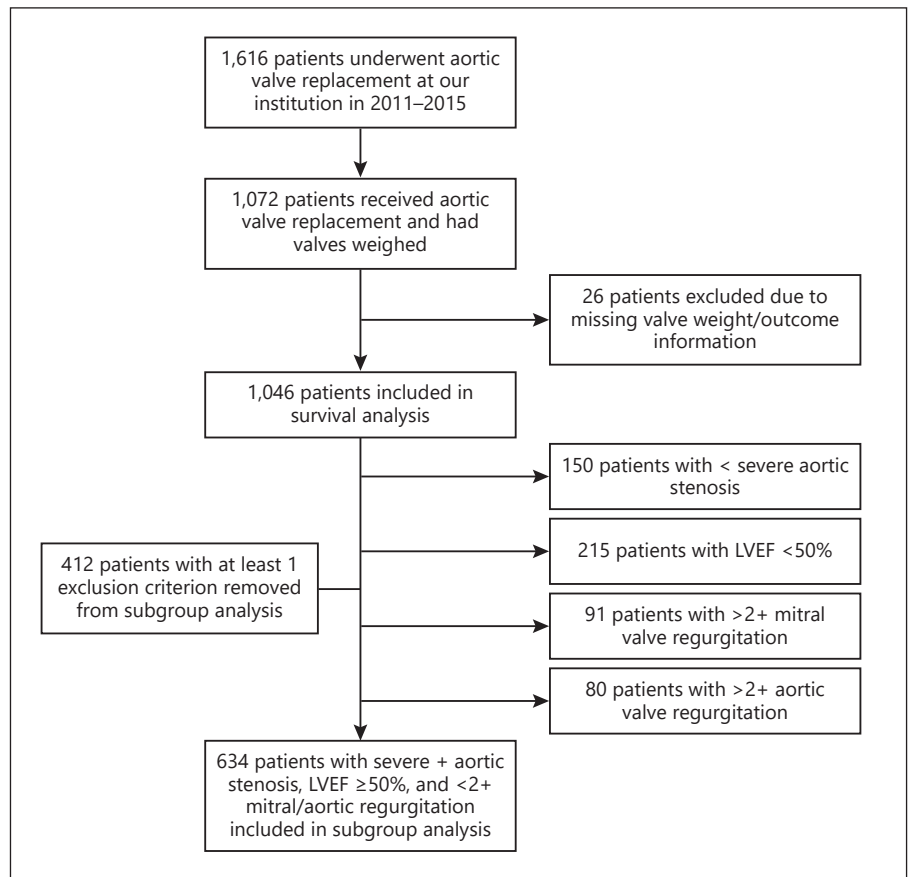 1,616 patients underwent aortic
valve replacement at our
institution in 2011–2015
1,072 patients received aortic
valve replacement and had
valves weighed
26 patients excluded due to
missing valve weight/outcome
information
1,046 patients included in
survival analysis
150 patients with < severe aortic
stenosis
215 patients with LVEF <50%
412 patients with at least 1
exclusion criterion removed
from subgroup analysis
91 patients with >2+ mitral
valve regurgitation
80 patients with >2+ aortic
valve regurgitation
634 patients with severe + aortic
stenosis, LVEF ≥50%, and <2+
mitral/aortic regurgitation
included in subgroup analysis